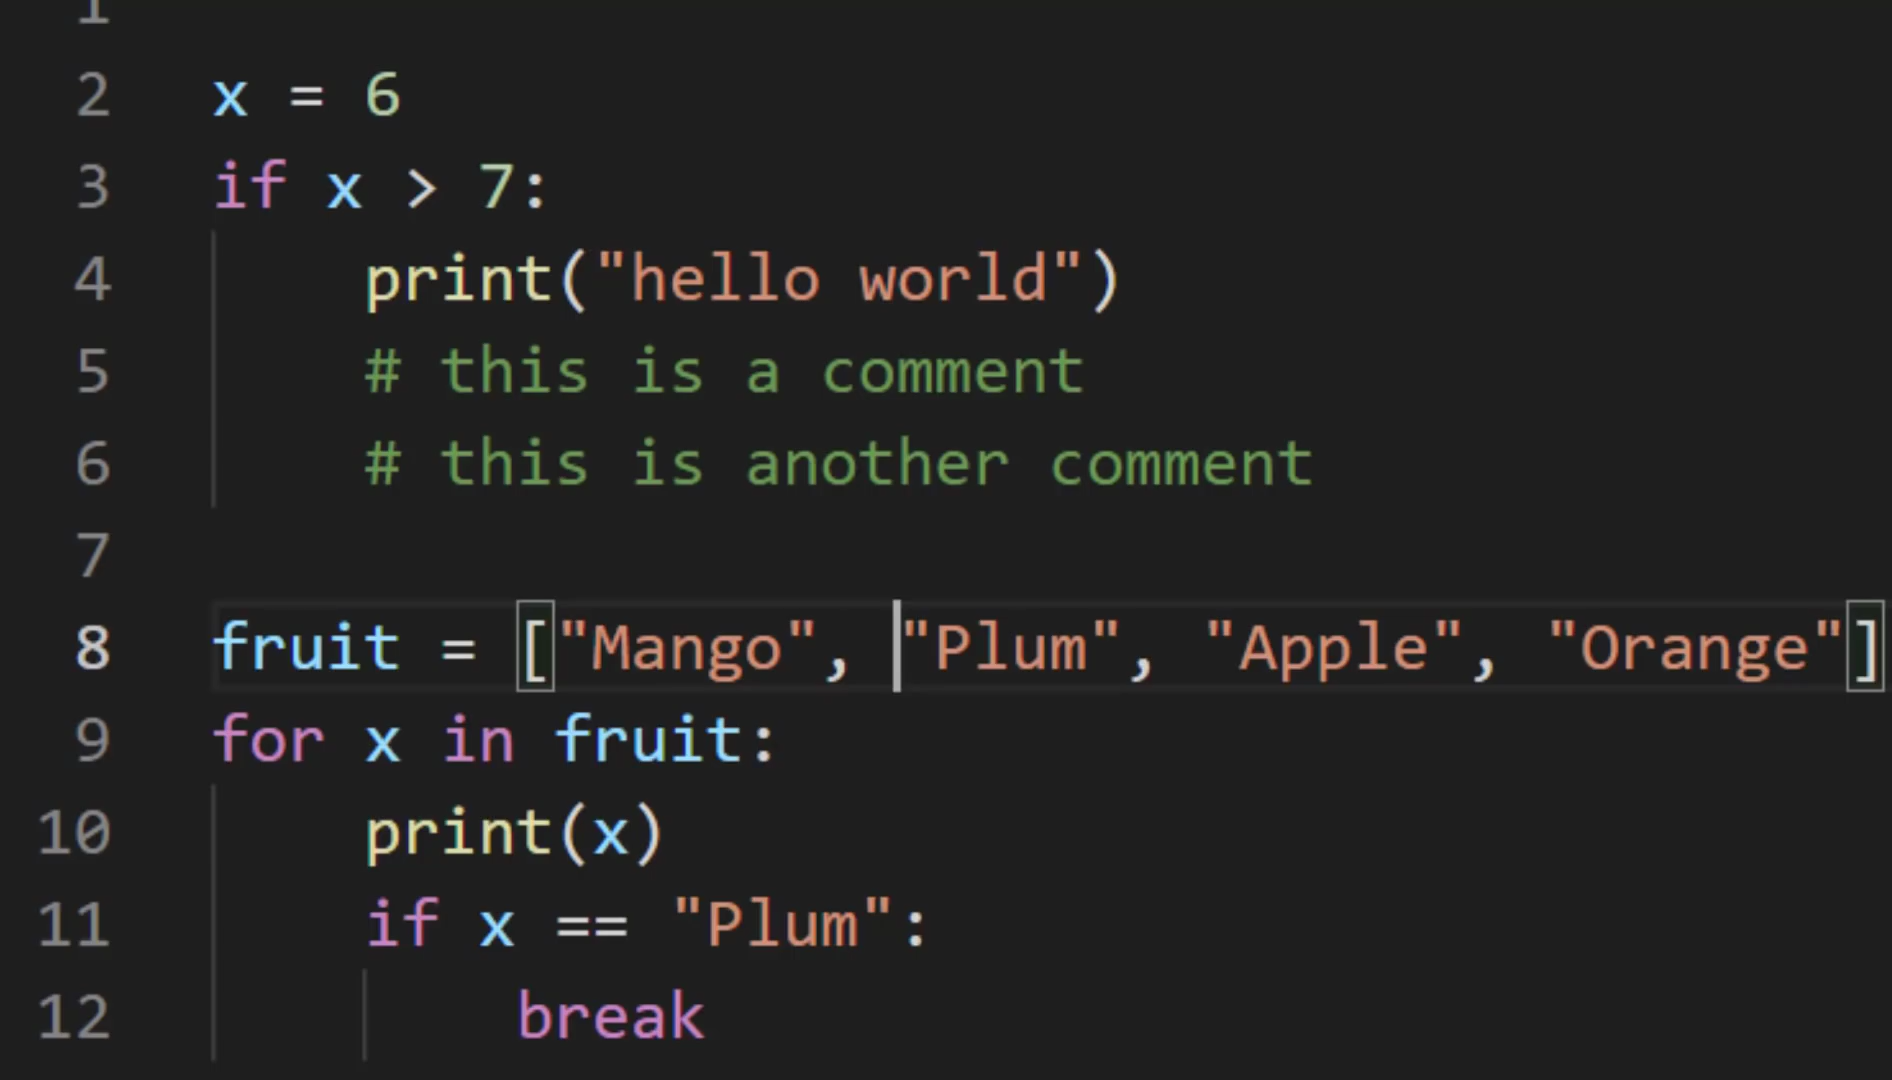 1
2 x = 6
3 if x > 7:
4     print("hello world")
5     # this is a comment
6     # this is another comment
7
8 fruit = ["Mango", "Plum", "Apple", "Orange"]
9 for x in fruit:
10     print(x)
11     if x == "Plum":
12         break